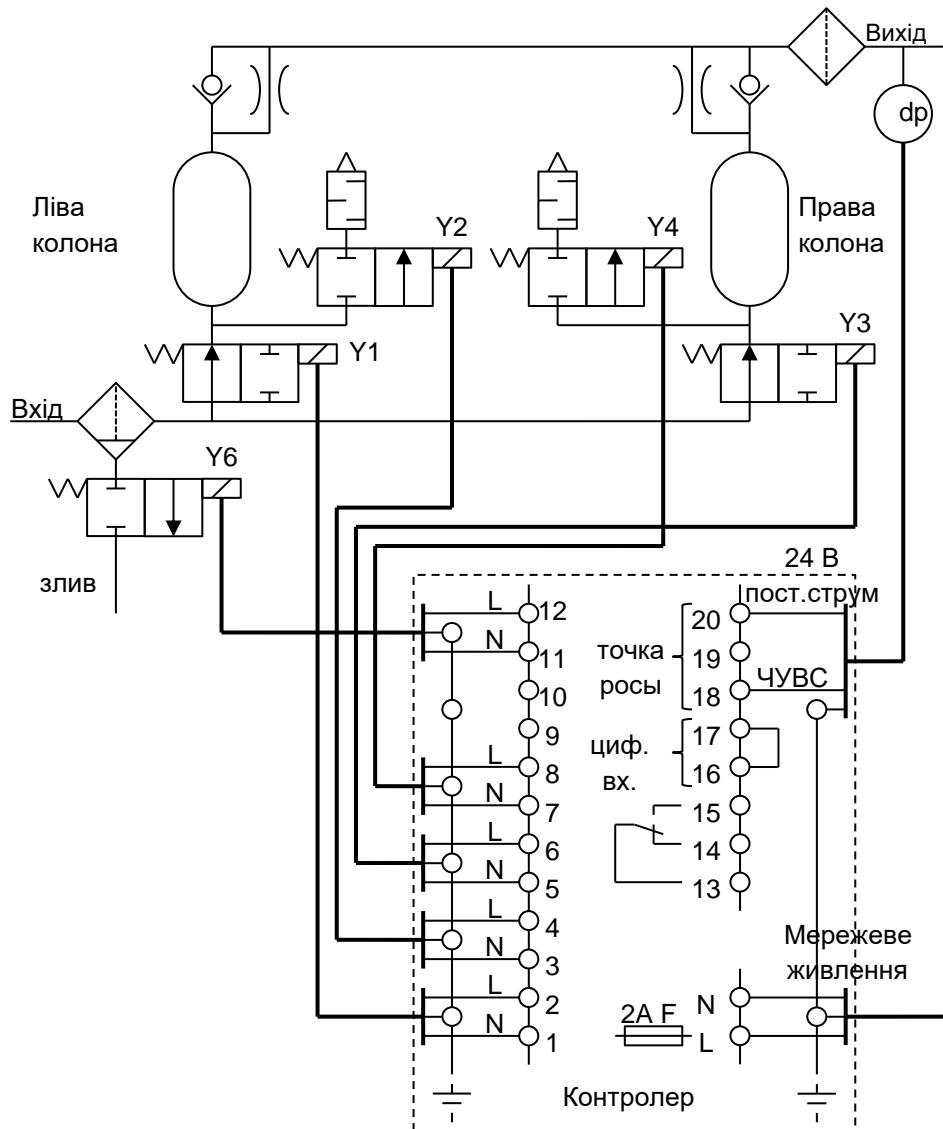 Вихід
dp
Ліва
колона
Y2
Y4
Права
колона
Y1
Y3
Вхід
Y6
злив
24 В
пост.струм
L
12
20
N
11
точка
19
росы
ЧУВС
10
18
9
циф.
17
L
8
вх.
16
N
7
15
L
6
14
N
5
13
L
4
Мережеве
N
3
живлення
L
2
2A F
N
N
1
L
Контролер